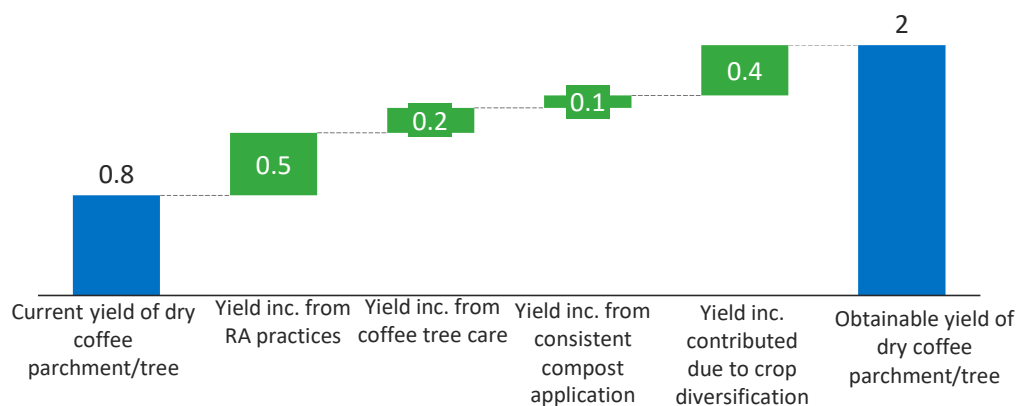 2
0.4
0.1
0.2
0.5
0.8
Current yield of dry
coffee
parchment/tree
Yield inc. from
RA practices
Yield inc. from
coffee tree care
Yield inc. from
consistent
compost
application
Yield inc.
contributed
due to crop
diversification
Obtainable yield of
dry coffee
parchment/tree